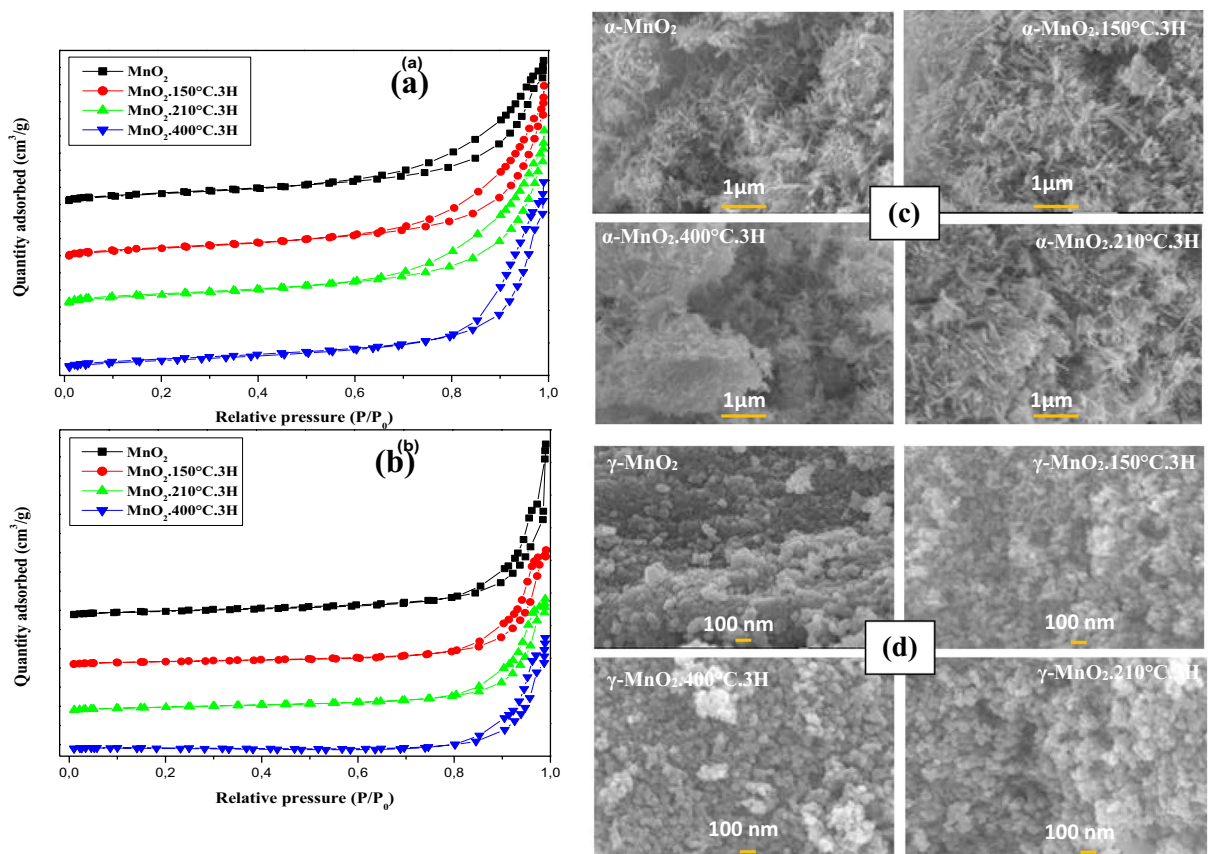 (a)
(a)
MnO₂
MnO₂.150°C.3H
MnO₂.210°C.3H
MnO₂.400°C.3H
Quantity adsorbed (cm³/g)
0,0 0,2 0,4 0,6 0,8 1,0
Relative pressure (P/P₀)
(b)
(b)
MnO₂
MnO₂.150°C.3H
MnO₂.210°C.3H
MnO₂.400°C.3H
Quantity adsorbed (cm³/g)
0,0 0,2 0,4 0,6 0,8 1,0
Relative pressure (P/P₀)
α-MnO₂
1µm
α-MnO₂.150°C.3H
1µm
(c)
α-MnO₂.400°C.3H
1µm
α-MnO₂.210°C.3H
1µm
γ-MnO₂
100 nm
γ-MnO₂.150°C.3H
100 nm
(d)
γ-MnO₂.400°C.3H
100 nm
γ-MnO₂.210°C.3H
100 nm